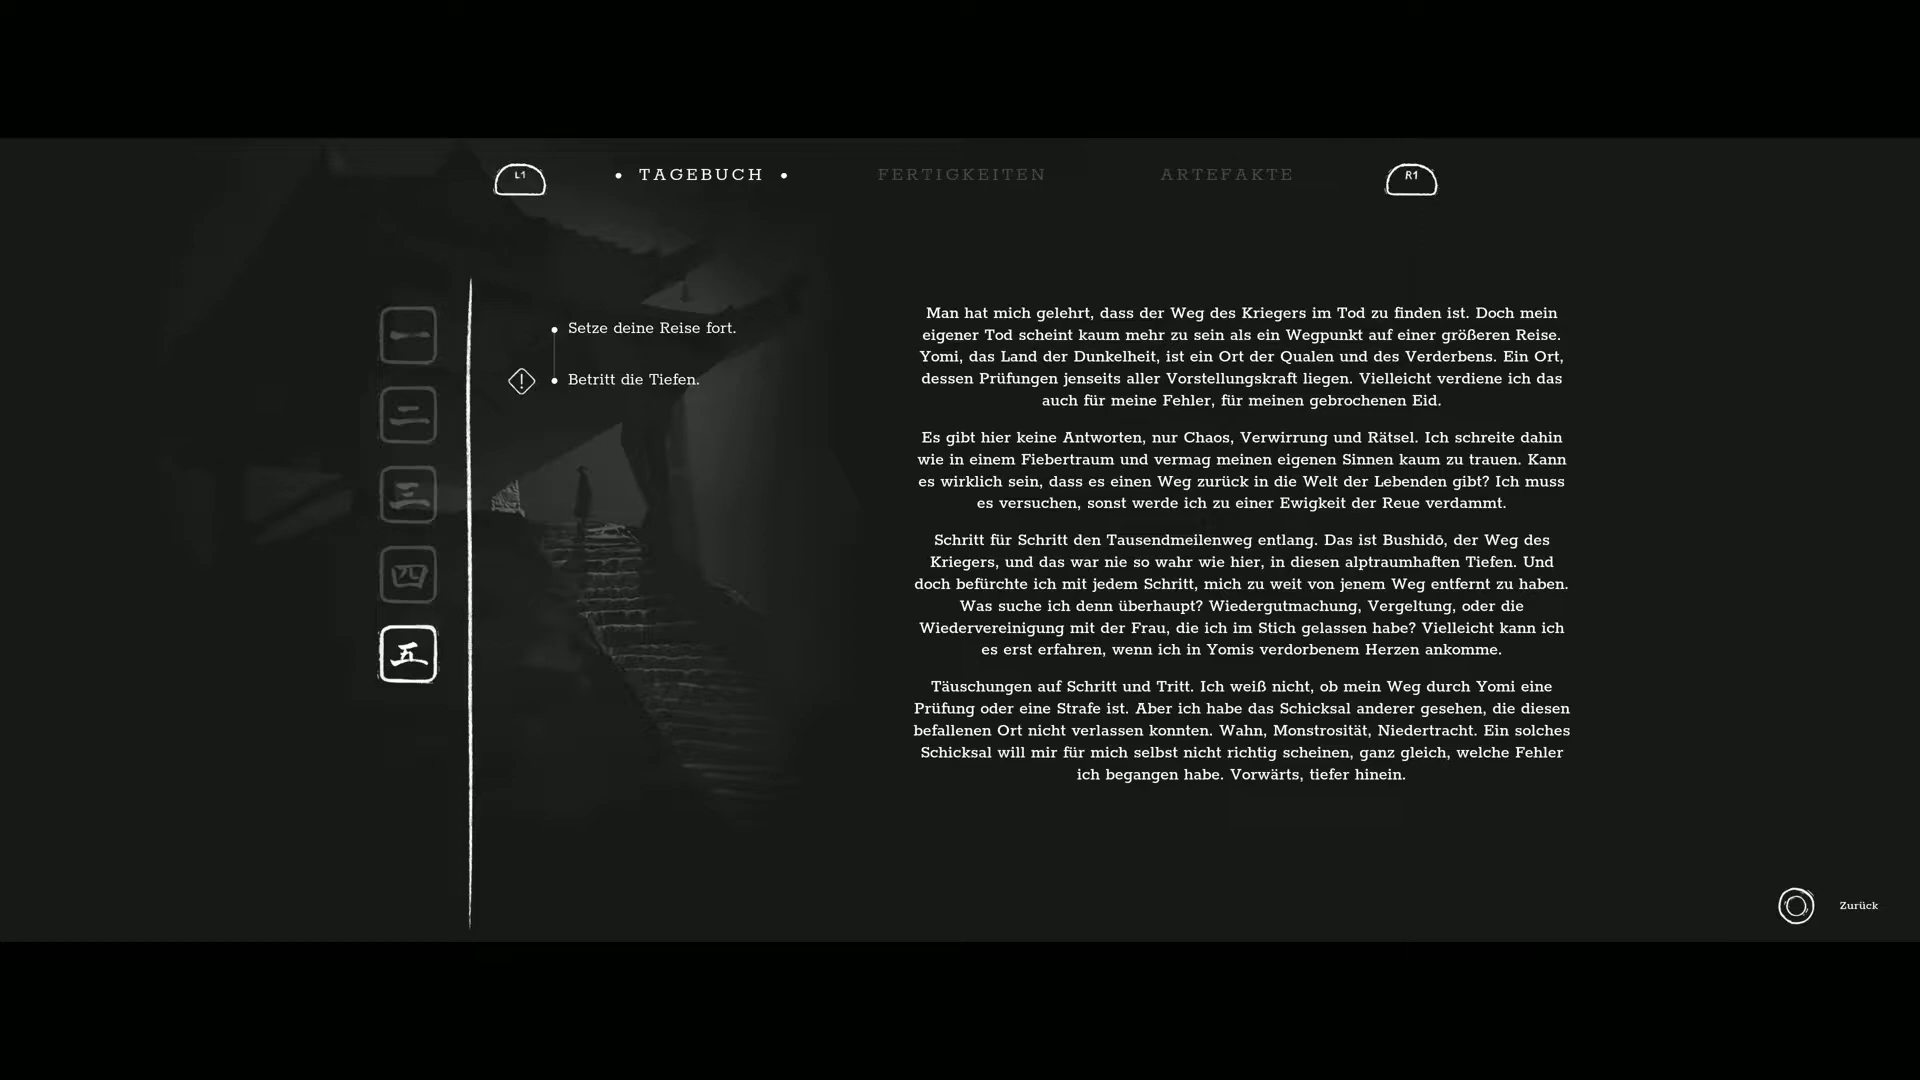 L1
• TAGEBUCH •
FERTIGKEITEN
ARTEFAKTE
R1
一
二
三
四
五
Setze deine Reise fort.
! Betritt die Tiefen.
Man hat mich gelehrt, dass der Weg des Kriegers im Tod zu finden ist. Doch mein
eigener Tod scheint kaum mehr zu sein als ein Wegpunkt auf einer größeren Reise.
Yomi, das Land der Dunkelheit, ist ein Ort der Qualen und des Verderbens. Ein Ort,
dessen Prüfungen jenseits aller Vorstellungskraft liegen. Vielleicht verdiene ich das
auch für meine Fehler, für meinen gebrochenen Eid.
Es gibt hier keine Antworten, nur Chaos, Verwirrung und Rätsel. Ich schreite dahin
wie in einem Fiebertraum und vermag meinen eigenen Sinnen kaum zu trauen. Kann
es wirklich sein, dass es einen Weg zurück in die Welt der Lebenden gibt? Ich muss
es versuchen, sonst werde ich zu einer Ewigkeit der Reue verdammt.
Schritt für Schritt den Tausendmeilenweg entlang. Das ist Bushidō, der Weg des
Kriegers, und das war nie so wahr wie hier, in diesen alptraumhaften Tiefen. Und
doch befürchte ich mit jedem Schritt, mich zu weit von jenem Weg entfernt zu haben.
Was suche ich denn überhaupt? Wiedergutmachung, Vergeltung, oder die
Wiedervereinigung mit der Frau, die ich im Stich gelassen habe? Vielleicht kann ich
es erst erfahren, wenn ich in Yomis verdorbenem Herzen ankomme.
Täuschungen auf Schritt und Tritt. Ich weiß nicht, ob mein Weg durch Yomi eine
Prüfung oder eine Strafe ist. Aber ich habe das Schicksal anderer gesehen, die diesen
befallenen Ort nicht verlassen konnten. Wahn, Monstrosität, Niedertracht. Ein solches
Schicksal will mir für mich selbst nicht richtig scheinen, ganz gleich, welche Fehler
ich begangen habe. Vorwärts, tiefer hinein.
Zurück